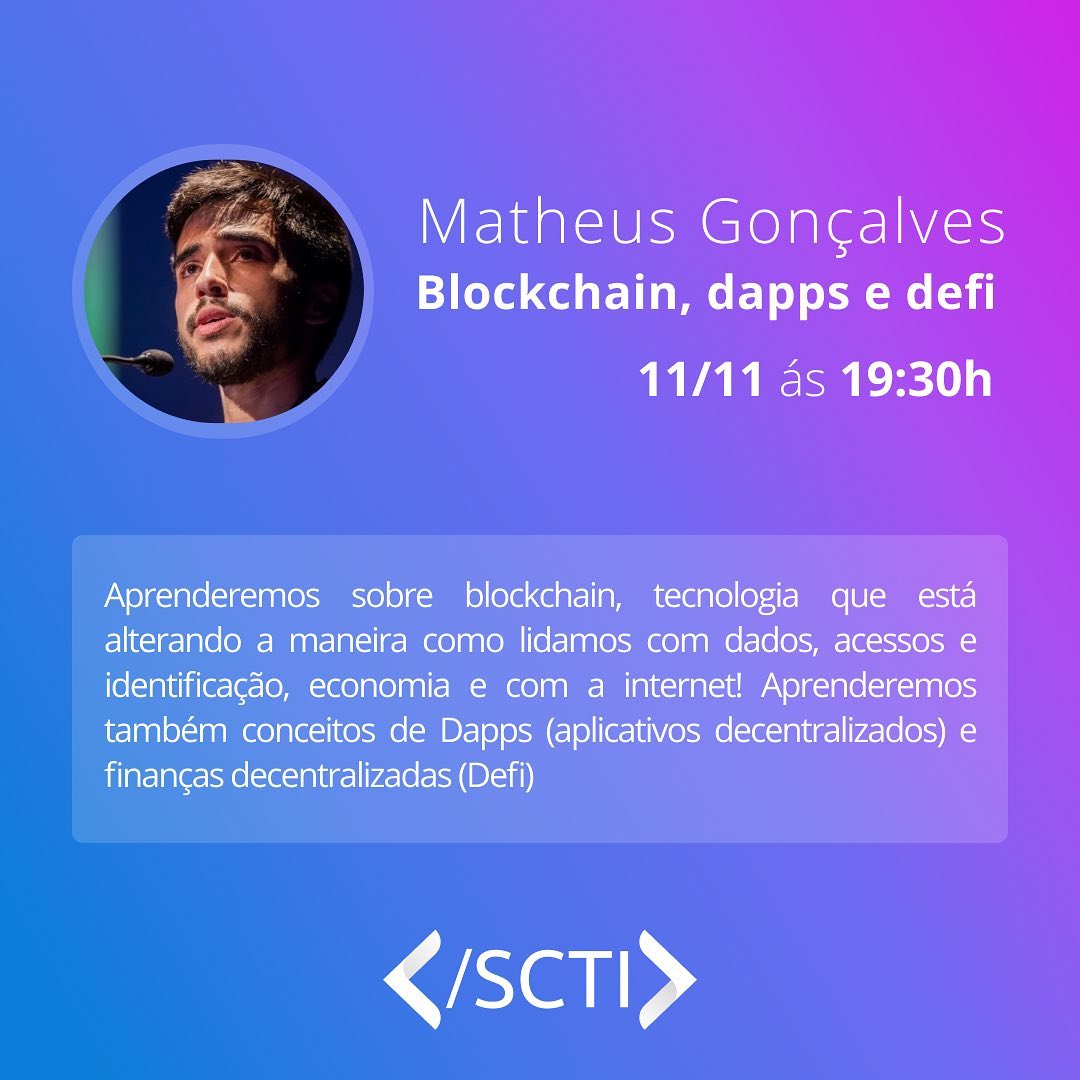 Matheus Gonçalves
Blockchain, dapps e defi
11/11 ás 19:30h
Aprenderemos sobre blockchain, tecnologia que está
alterando a maneira como lidamos com dados, acessos e
identificação, economia e com a internet! Aprenderemos
também conceitos de Dapps (aplicativos decentralizados) e
finanças decentralizadas (Defi)
</SCTI>